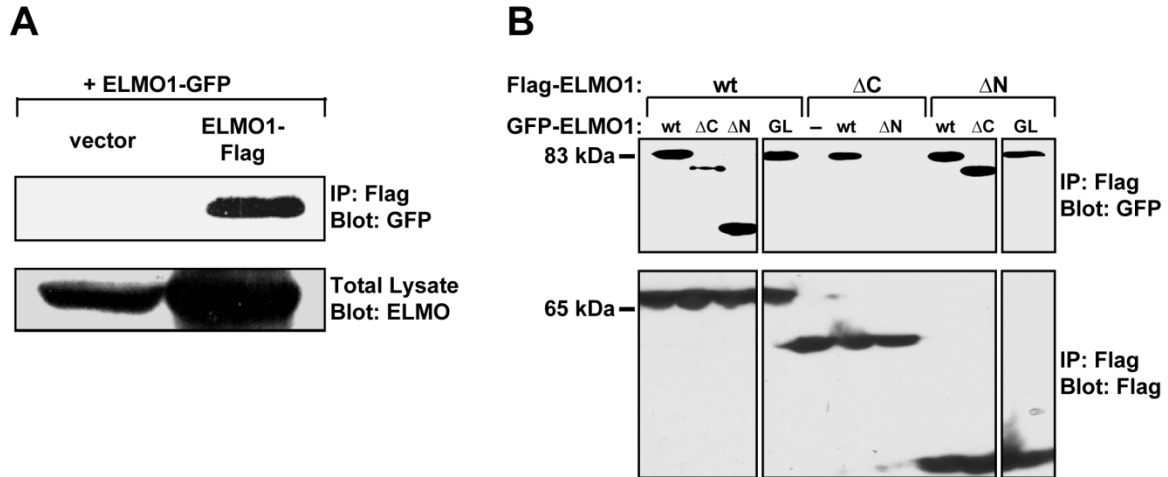 A
+ ELMO1-GFP
vector
ELMO1-
Flag
IP: Flag
Blot: GFP
Total Lysate
Blot: ELMO
B
Flag-ELMO1: wt ΔC ΔN
GFP-ELMO1: wt ΔC ΔN GL – wt ΔN wt ΔC GL
83 kDa
IP: Flag
Blot: GFP
65 kDa
IP: Flag
Blot: Flag